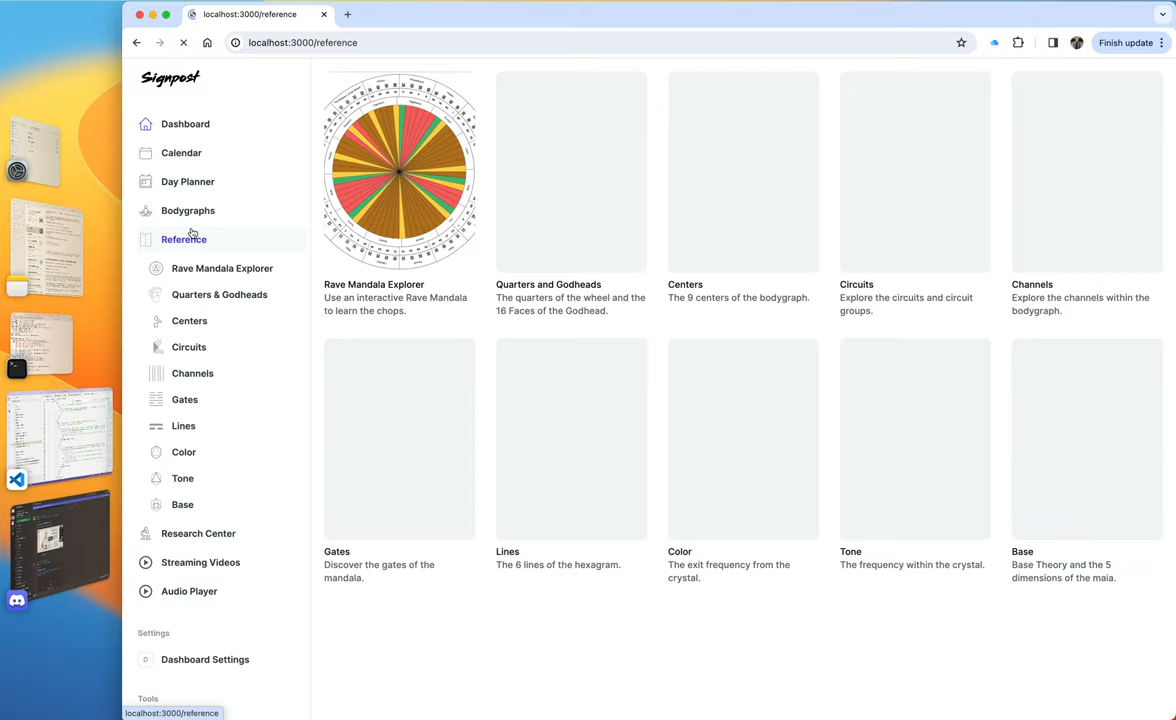 localhost:3000/reference
localhost:3000/reference
Finish update
Signpost
Dashboard
Calendar
Day Planner
Bodygraphs
Reference
Rave Mandala Explorer
Quarters & Godheads
Centers
Circuits
Channels
Gates
Lines
Color
Tone
Base
Research Center
Streaming Videos
Audio Player
Settings
D
Dashboard Settings
Tools
localhost:3000/reference
Rave Mandala Explorer
Use an interactive Rave Mandala
to learn the chops.
Quarters and Godheads
The quarters of the wheel and the
16 Faces of the Godhead.
Centers
The 9 centers of the bodygraph.
Circuits
Explore the circuits and circuit
groups.
Channels
Explore the channels within the
bodygraph.
Gates
Discover the gates of the
mandala.
Lines
The 6 lines of the hexagram.
Color
The exit frequency from the
crystal.
Tone
The frequency within the crystal.
Base
Base Theory and the 5
dimensions of the maia.